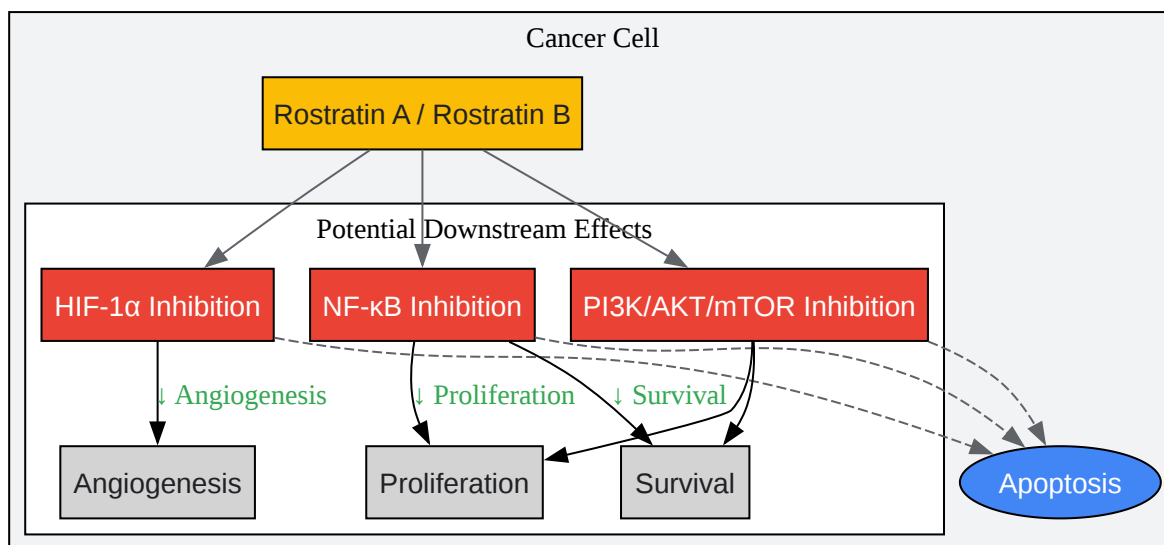 Cancer Cell
Rostratin A / Rostratin B
Potential Downstream Effects
HIF-1α Inhibition
NF-κB Inhibition
PI3K/AKT/mTOR Inhibition
↓ Angiogenesis
↓ Proliferation
↓ Survival
Angiogenesis
Proliferation
Survival
Apoptosis